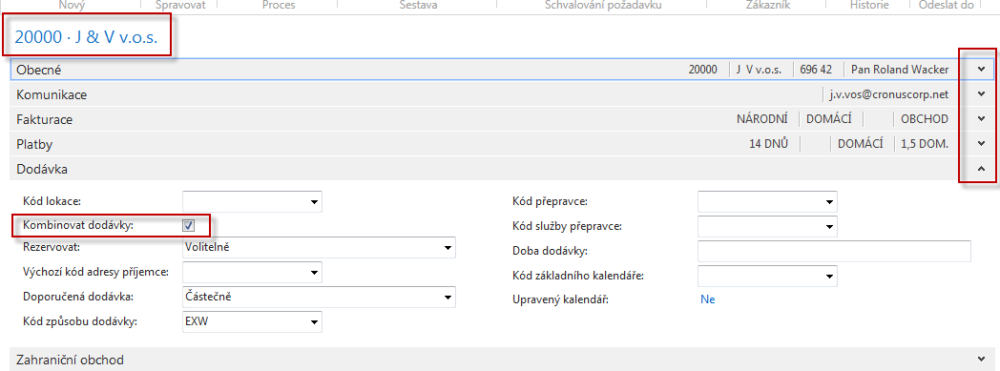 Nový Spravovat Proces Sestava Schvalování požadavku Zákazník Historie Odeslat do
20000 · J & V v.o.s.
Obecné 20000 J V v.o.s. 696 42 Pan Roland Wacker
Komunikace j.v.vos@cronuscorp.net
Fakturace NÁRODNÍ DOMÁCÍ OBCHOD
Platby 14 DNŮ DOMÁCÍ 1,5 DOM.
Dodávka
Kód lokace:
Kombinovat dodávky:
Rezervovat: Volitelně
Výchozí kód adresy příjemce:
Doporučená dodávka: Částečně
Kód způsobu dodávky: EXW
Kód přepravce:
Kód služby přepravce:
Doba dodávky:
Kód základního kalendáře:
Upravený kalendář: Ne
Zahraniční obchod